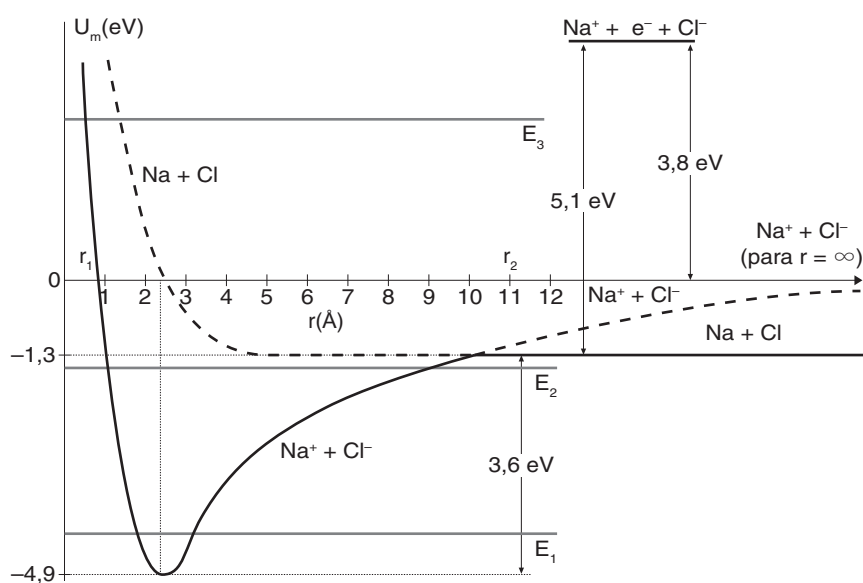 Uₘ(eV)
Na⁺ + e⁻ + Cl⁻
E₃
Na + Cl
3,8 eV
5,1 eV
Na⁺ + Cl⁻
(para r = ∞)
r₁
r₂
0
1 2 3 4 5 6 7 8 9 10 11 12
r(Å)
Na⁺ + Cl⁻
Na + Cl
–1,3
E₂
Na⁺ + Cl⁻
3,6 eV
E₁
–4,9